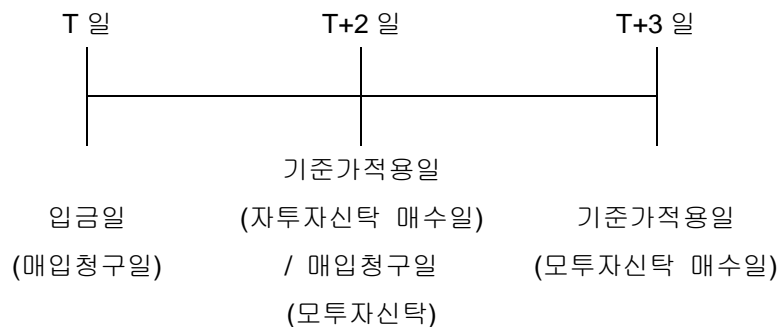 T 일 T+2 일 T+3 일
기준가적용일
입금일 (자투자신탁 매수일) 기준가적용일
(매입청구일) / 매입청구일 (모투자신탁 매수일)
(모투자신탁)